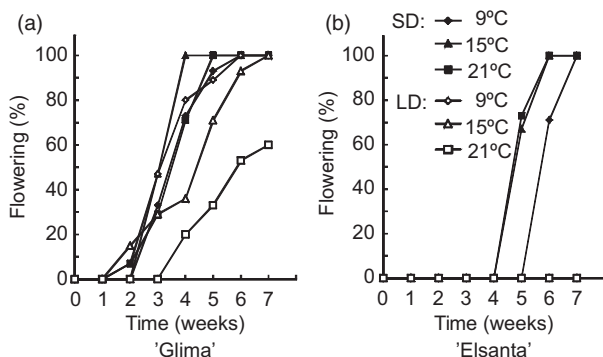 (a)
Flowering (%)
100
80
60
40
20
0
0 1 2 3 4 5 6 7
Time (weeks)
'Glima'
(b)
SD: 9ºC
15ºC
21ºC
LD: 9ºC
15ºC
21ºC
Flowering (%)
100
80
60
40
20
0
0 1 2 3 4 5 6 7
Time (weeks)
'Elsanta'